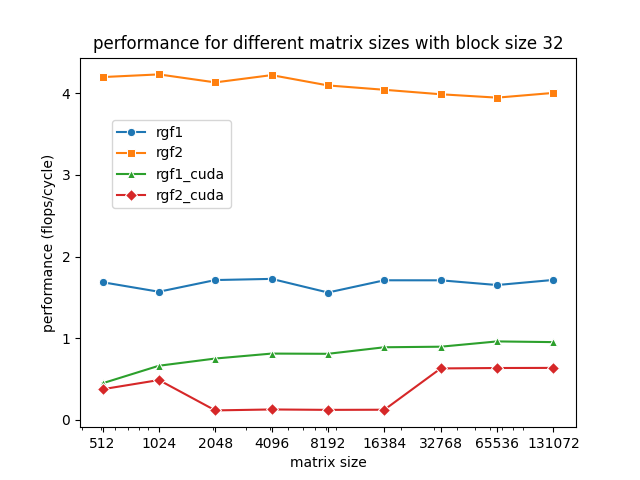 performance for different matrix sizes with block size 32
performance (flops/cycle)
4
3
2
1
0
rgf1
rgf2
rgf1_cuda
rgf2_cuda
512 1024 2048 4096 8192 16384 32768 65536 131072
matrix size